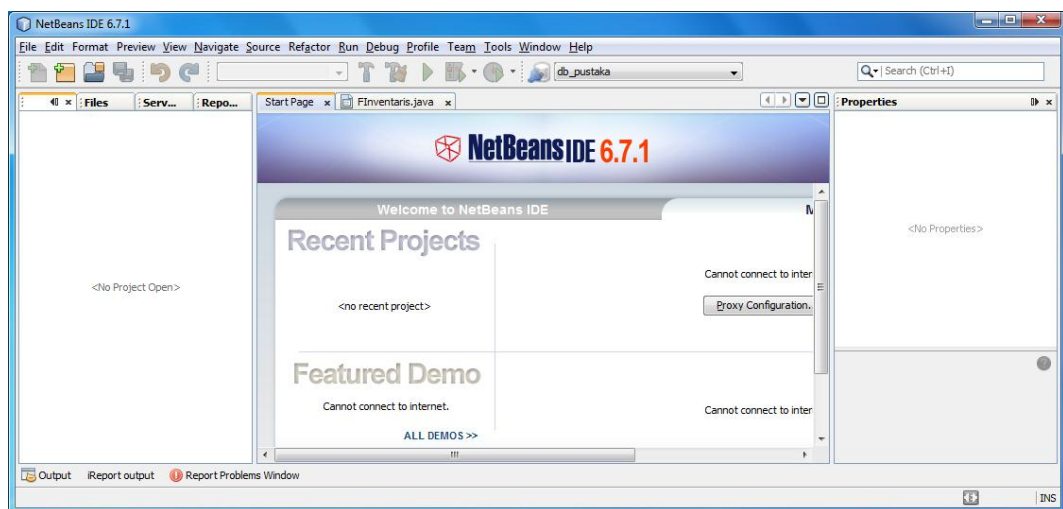 NetBeans IDE 6.7.1
File Edit Format Preview View Navigate Source Refactor Run Debug Profile Team Tools Window Help
db_pustaka
Search (Ctrl+I)
Files Serv... Repo...
Start Page FInventaris.java
Properties
NetBeans IDE 6.7.1
Welcome to NetBeans IDE
Recent Projects
<No Properties>
Cannot connect to inter
<No Project Open>
<no recent project>
Proxy Configuration.
Featured Demo
Cannot connect to internet.
Cannot connect to inter
ALL DEMOS >>
Output iReport output Report Problems Window
INS